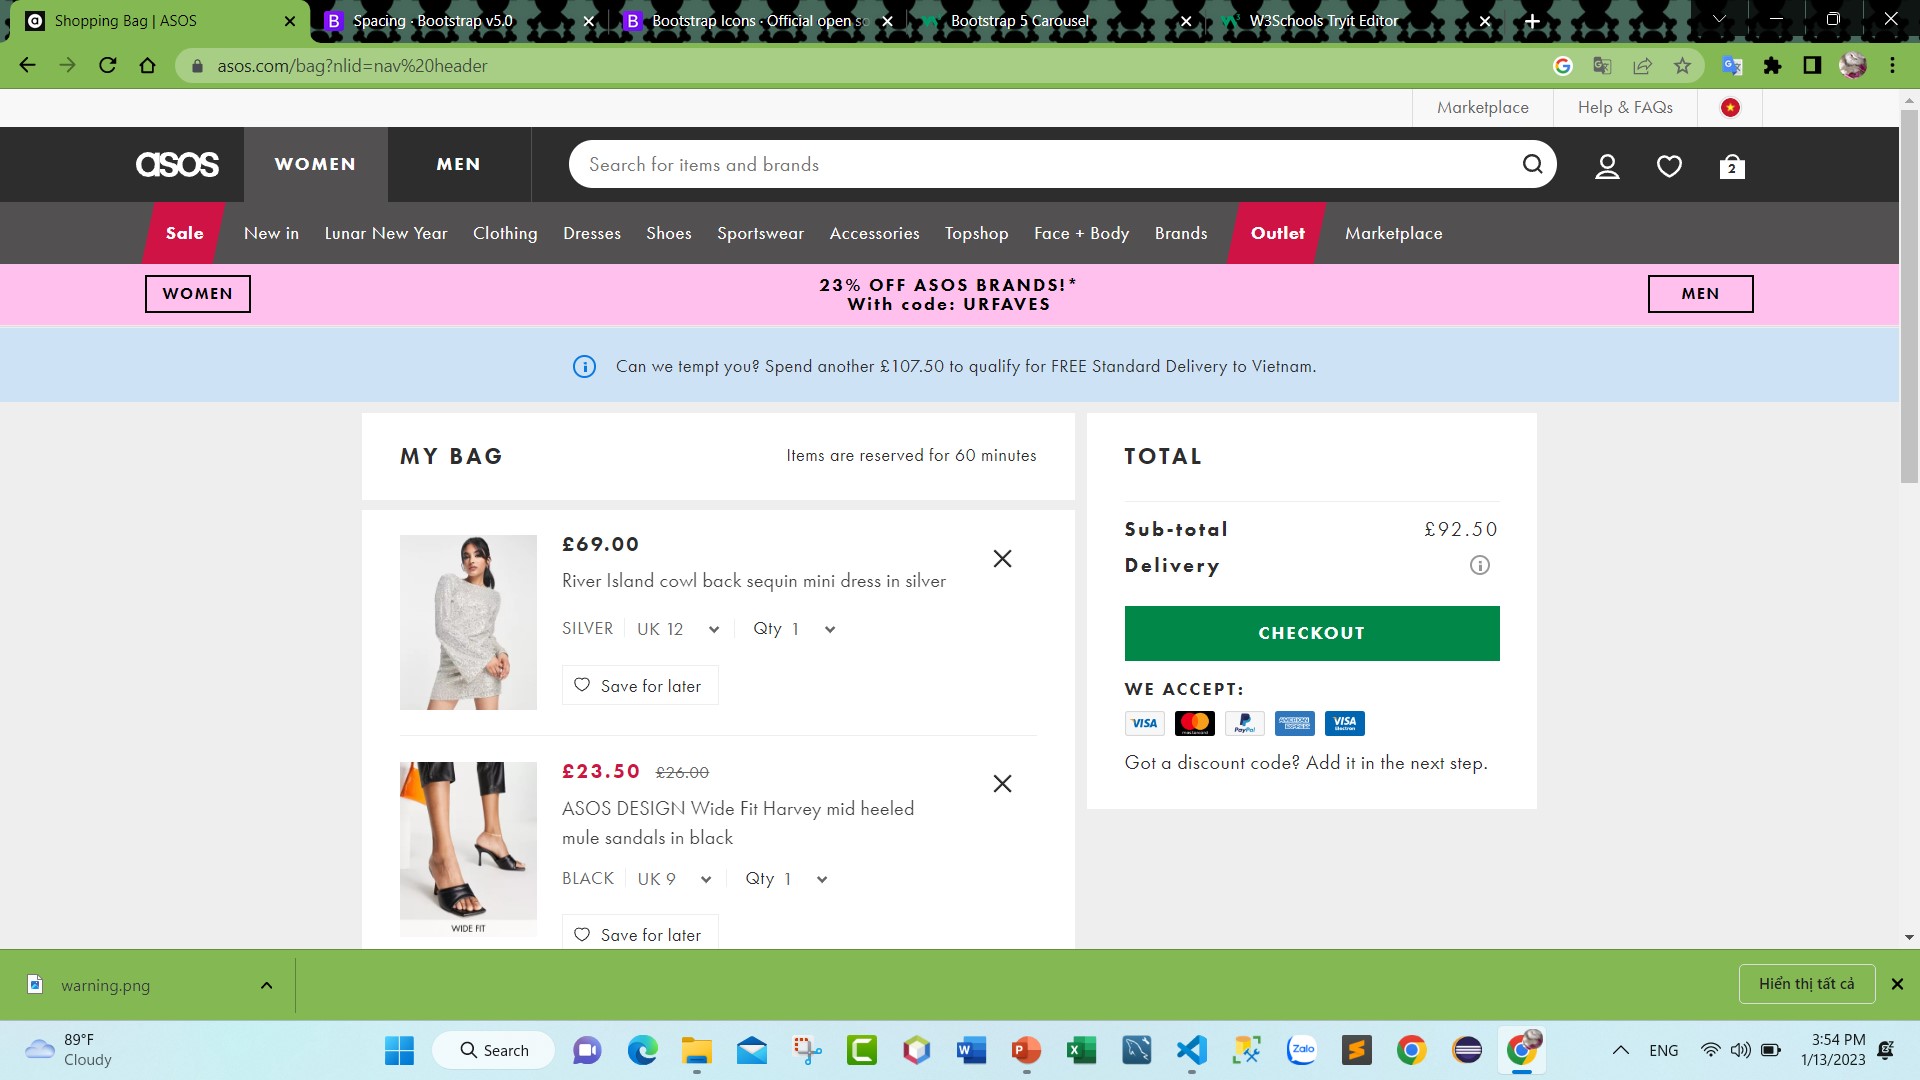 Shopping Bag | ASOS
Spacing · Bootstrap v5.0
Bootstrap Icons · Official open so
Bootstrap 5 Carousel
W3Schools Tryit Editor
asos.com/bag?nlid=nav%20header
Marketplace
Help & FAQs
asos
WOMEN
MEN
Search for items and brands
2
Sale
New in
Lunar New Year
Clothing
Dresses
Shoes
Sportswear
Accessories
Topshop
Face + Body
Brands
Outlet
Marketplace
WOMEN
23% OFF ASOS BRANDS!*
With code: URFAVES
MEN
Can we tempt you? Spend another £107.50 to qualify for FREE Standard Delivery to Vietnam.
MY BAG
Items are reserved for 60 minutes
£69.00
River Island cowl back sequin mini dress in silver
SILVER
UK 12
Qty 1
Save for later
£23.50 £26.00
ASOS DESIGN Wide Fit Harvey mid heeled
mule sandals in black
BLACK
UK 9
Qty 1
WIDE FIT
Save for later
TOTAL
Sub-total
£92.50
Delivery
CHECKOUT
WE ACCEPT:
VISA
mastercard
PayPal
AMERICAN EXPRESS
VISA
Electron
Got a discount code? Add it in the next step.
warning.png
Hiển thị tất cả
89°F
Cloudy
Search
Zalo
ENG
3:54 PM
1/13/2023